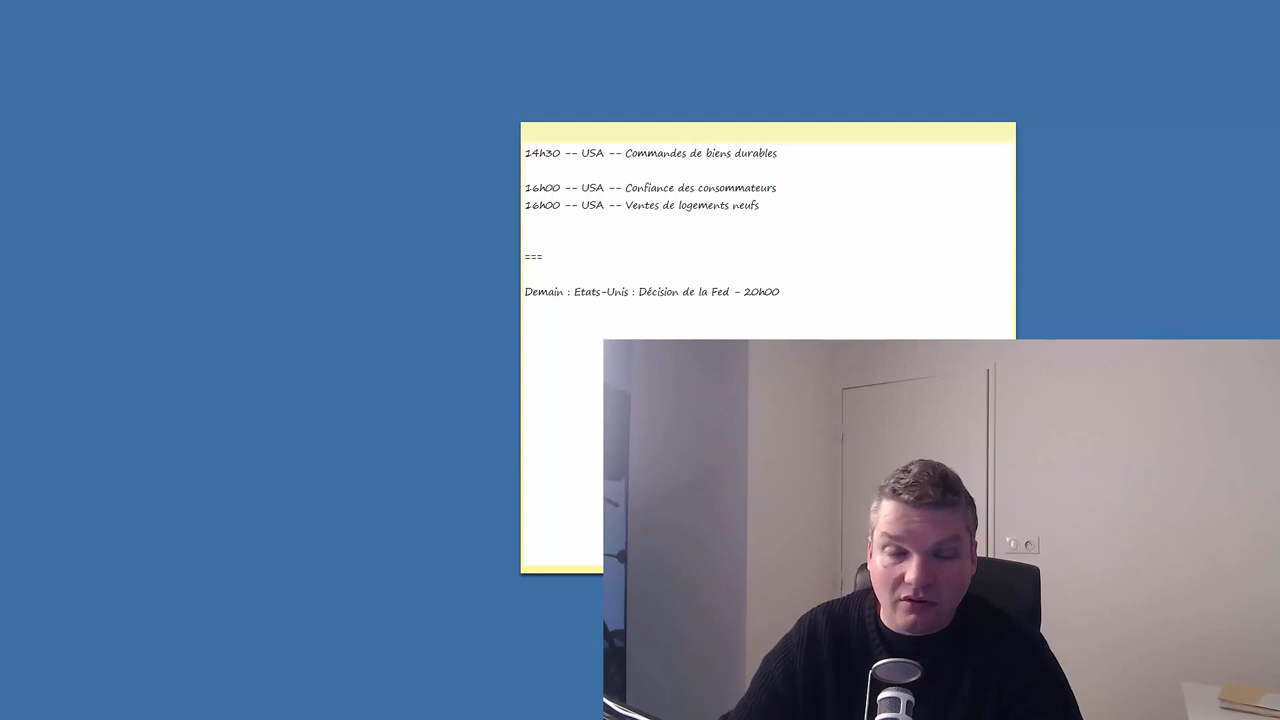 14h30 -- USA -- Commandes de biens durables
16h00 -- USA -- Confiance des consommateurs
16h00 -- USA -- Ventes de logements neufs
===
Demain : Etats-Unis : Décision de la Fed - 20h00